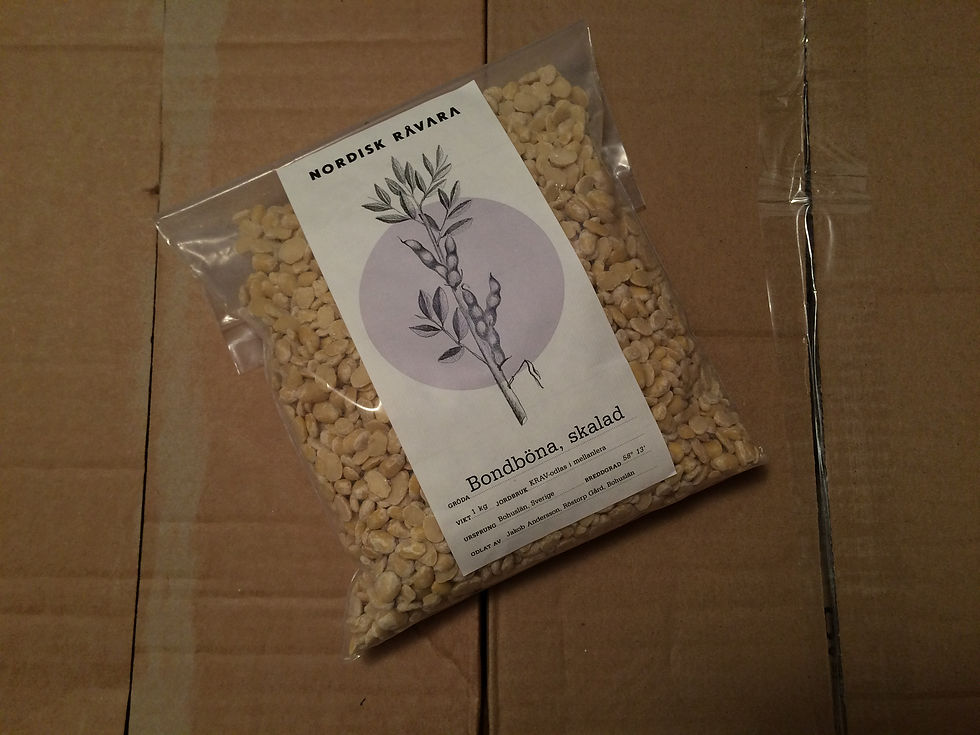 NORDISK RÅVARA
GRÖDA Bondböna, skalad
VIKT 1 kg JORDBRUK KRAV-odlas i mellanlera
URSPRUNG Bohuslän, Sverige BREDDGRAD 58° 13'
ODLAT AV Jakob Andersson, Röstorp Gård, Bohuslän